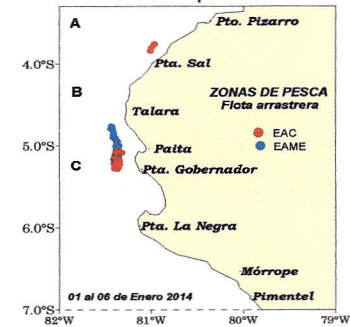 A
Pto. Pizarro
4.0°S
Pta. Sal
B
ZONAS DE PESCA
Flota arrastrera
Talara
EAC
EAME
5.0°S
Paita
C
Pta. Gobernador
6.0°S
Pta. La Negra
Mórrope
01 al 06 de Enero 2014
Pimentel
7.0°S
82°W
81°W
80°W
79°W